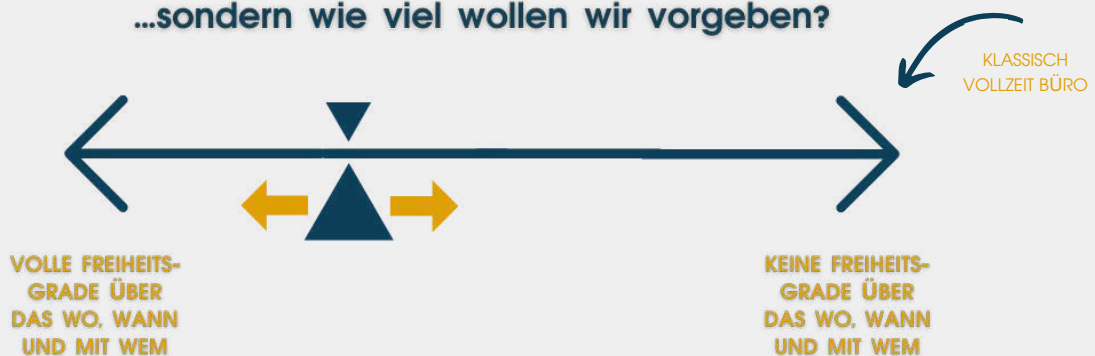 ...sondern wie viel wollen wir vorgeben?
KLASSISCH
VOLLZEIT BÜRO
VOLLE FREIHEITS-
GRADE ÜBER
DAS WO, WANN
UND MIT WEM
KEINE FREIHEITS-
GRADE ÜBER
DAS WO, WANN
UND MIT WEM